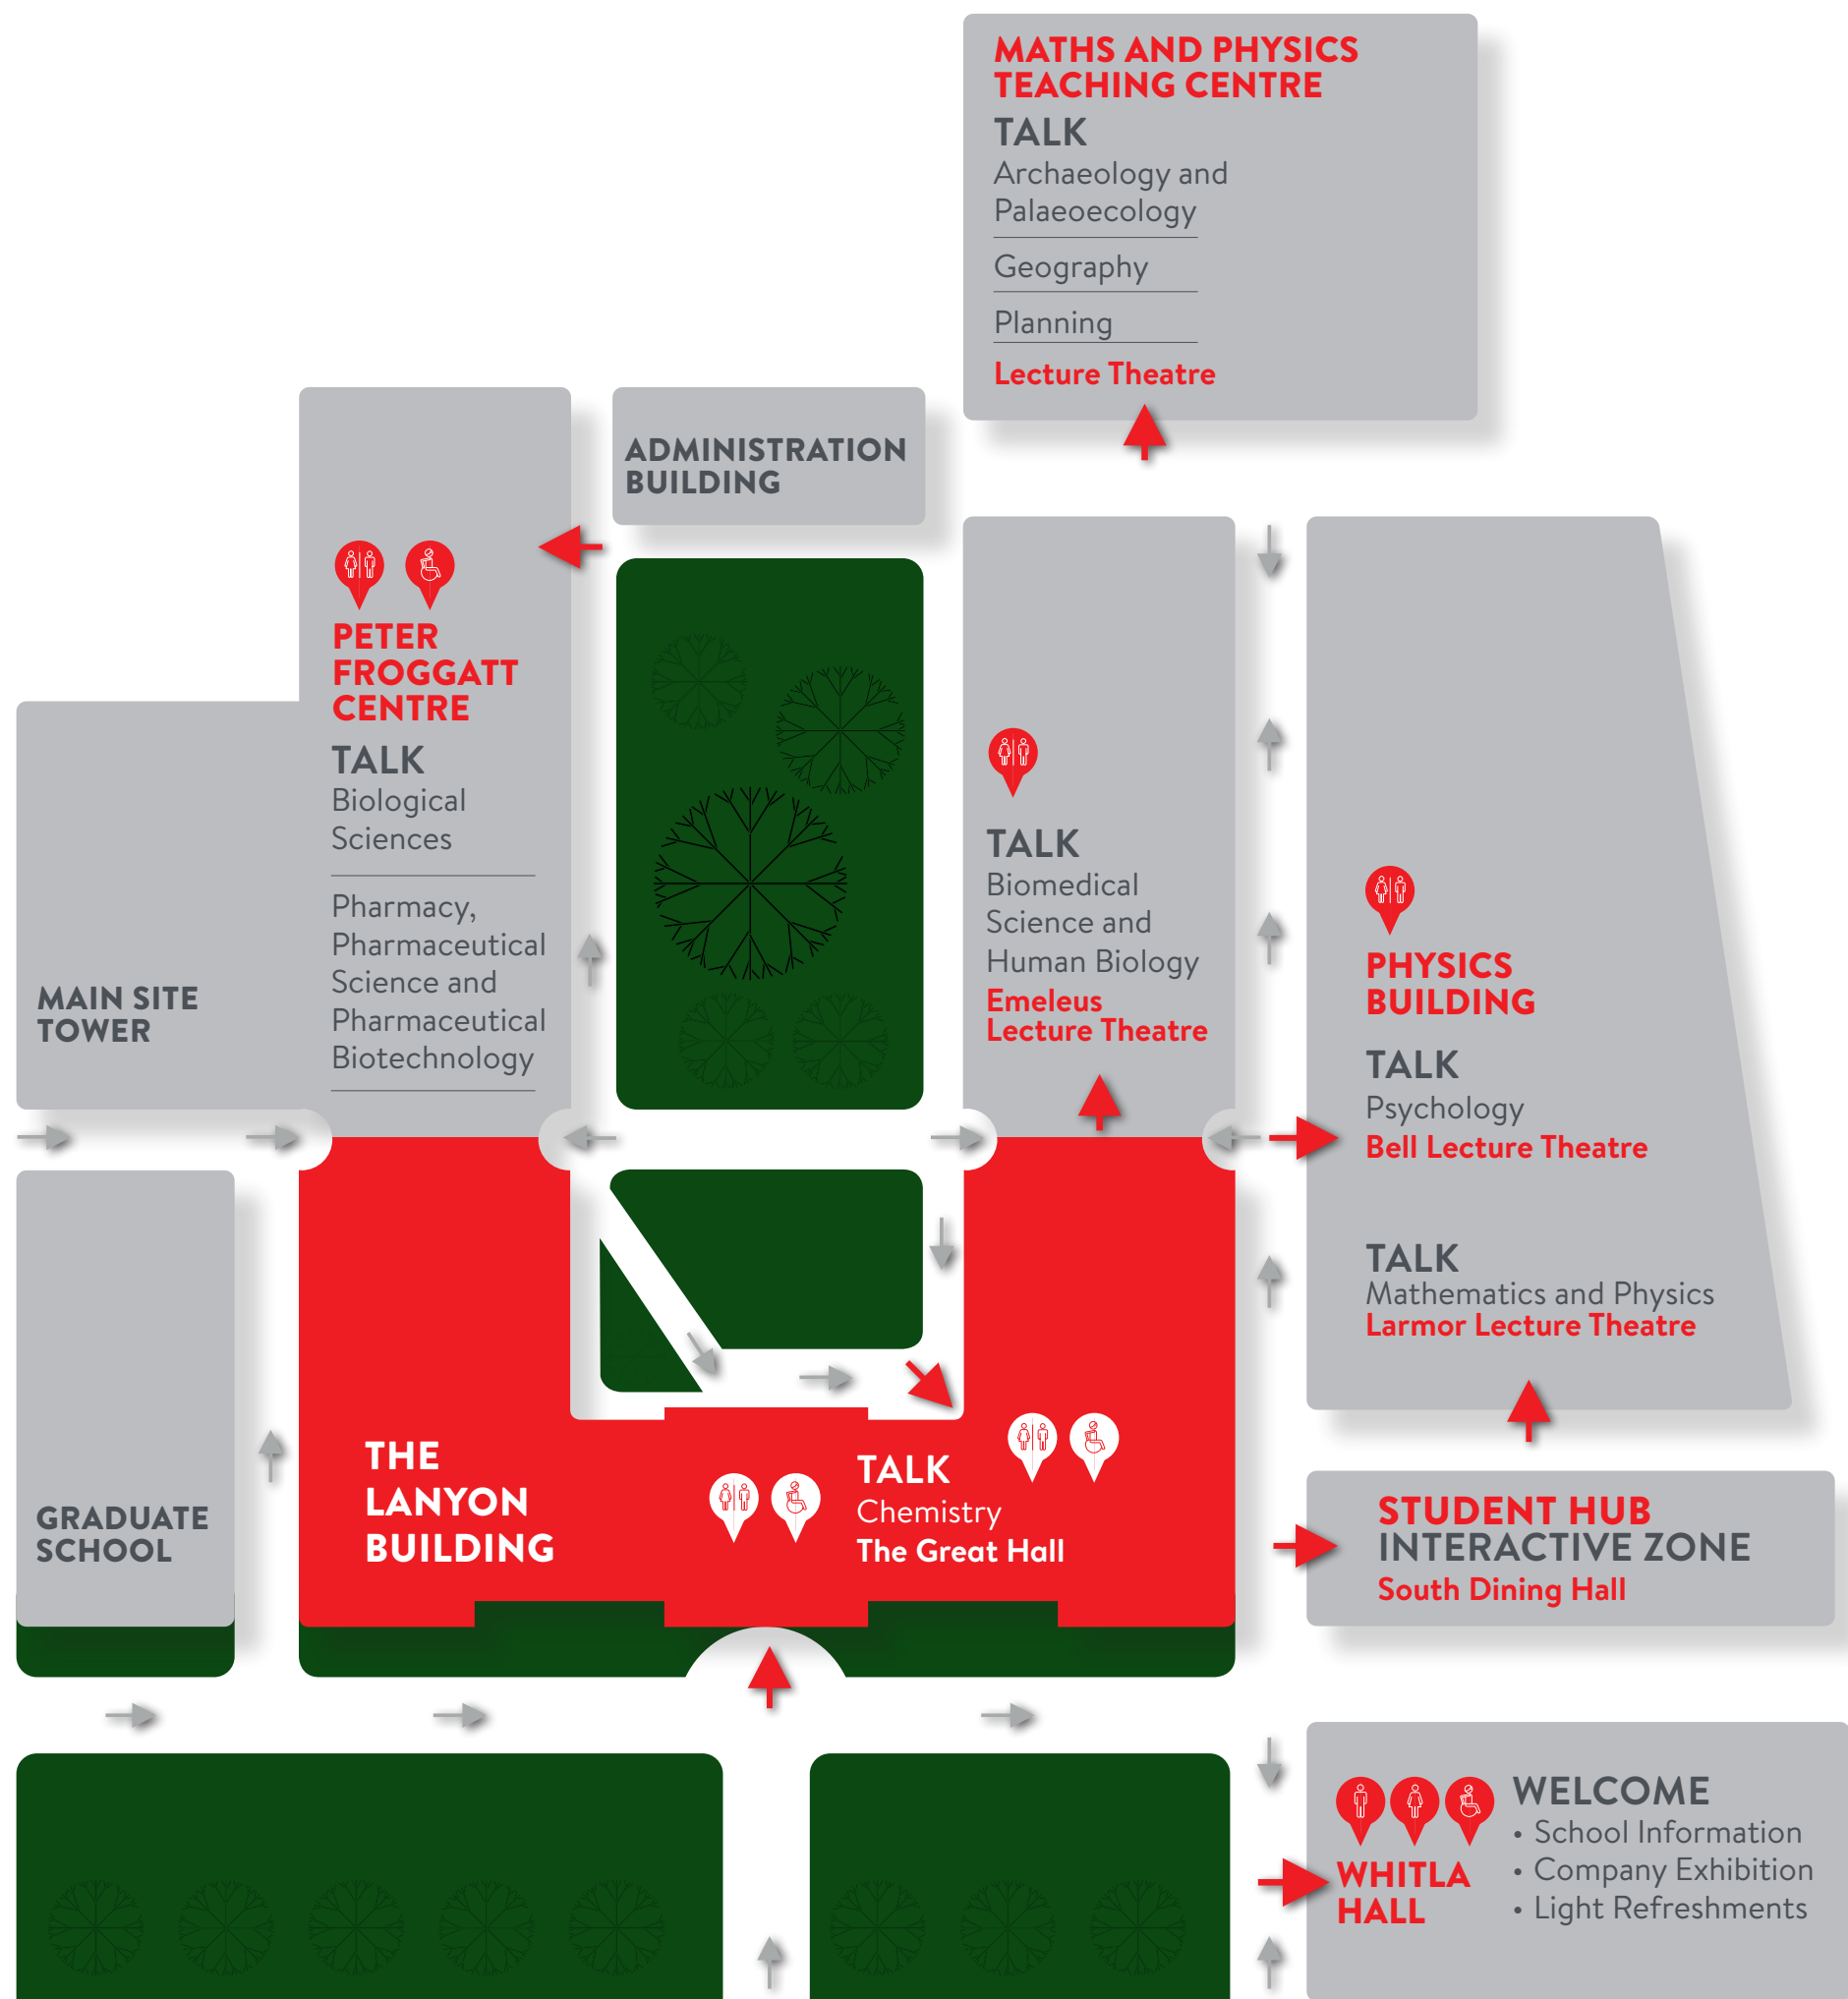 MATHS AND PHYSICS
TEACHING CENTRE
TALK
Archaeology and
Palaeoecology
Geography
Planning
Lecture Theatre
ADMINISTRATION
BUILDING
PETER
FROGGATT
CENTRE
TALK
Biological
Sciences
Pharmacy,
Pharmaceutical
Science and
Pharmaceutical
Biotechnology
MAIN SITE
TOWER
TALK
Biomedical
Science and
Human Biology
Emeleus
Lecture Theatre
PHYSICS
BUILDING
TALK
Psychology
Bell Lecture Theatre
TALK
Mathematics and Physics
Larmor Lecture Theatre
GRADUATE
SCHOOL
THE
LANYON
BUILDING
TALK
Chemistry
The Great Hall
STUDENT HUB
INTERACTIVE ZONE
South Dining Hall
WHITLA
HALL
WELCOME
• School Information
• Company Exhibition
• Light Refreshments